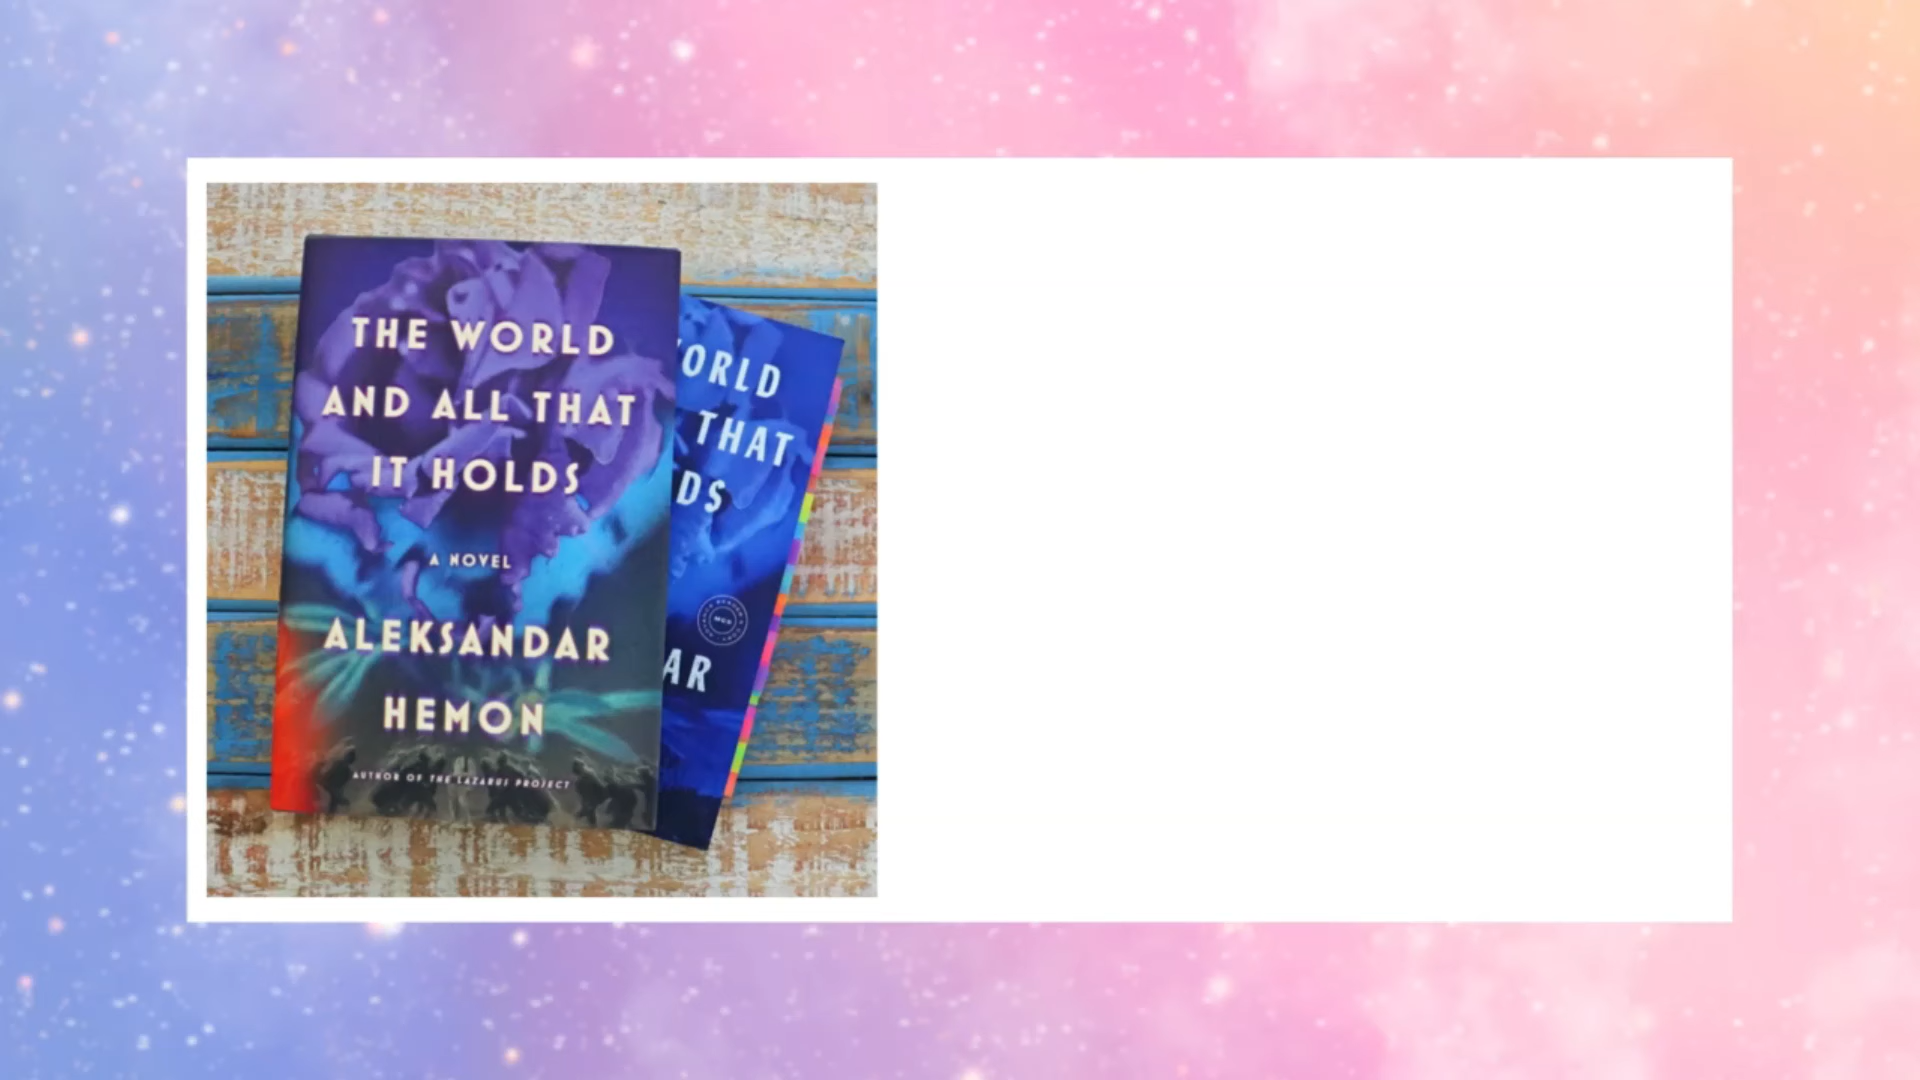 THE WORLD
AND ALL THAT
IT HOLDS
A NOVEL
ALEKSANDAR
HEMON
AUTHOR OF THE LAZARUS PROJECT
ORLD
THAT
DS
AR